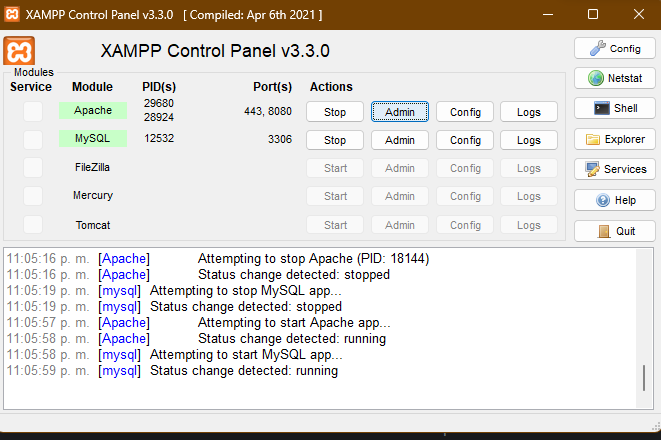 XAMPP Control Panel v3.3.0 [ Compiled: Apr 6th 2021 ]
XAMPP Control Panel v3.3.0
Config
Modules
Service Module PID(s) Port(s) Actions
Netstat
Apache 29680 28924 443, 8080 Stop Admin Config Logs
Shell
MySQL 12532 3306 Stop Admin Config Logs
Explorer
FileZilla Start Admin Config Logs
Services
Mercury Start Admin Config Logs
Help
Tomcat Start Admin Config Logs
Quit
11:05:16 p. m. [Apache] Attempting to stop Apache (PID: 18144)
11:05:16 p. m. [Apache] Status change detected: stopped
11:05:19 p. m. [mysql] Attempting to stop MySQL app...
11:05:19 p. m. [mysql] Status change detected: stopped
11:05:57 p. m. [Apache] Attempting to start Apache app...
11:05:58 p. m. [Apache] Status change detected: running
11:05:58 p. m. [mysql] Attempting to start MySQL app...
11:05:59 p. m. [mysql] Status change detected: running